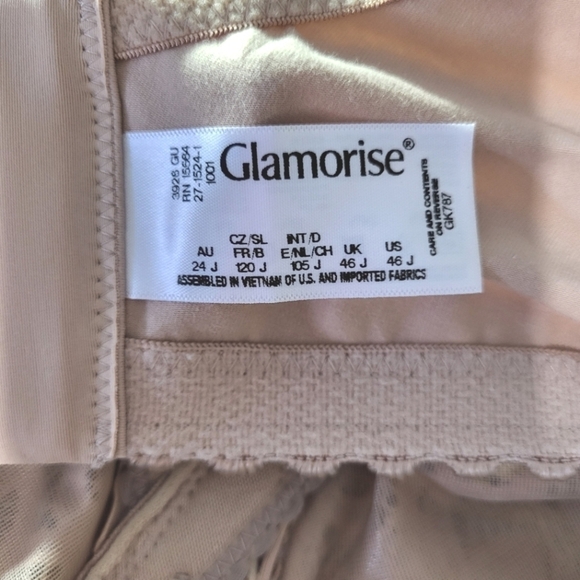 3926 GU
RN 15564
27-1524-1
1001
Glamorise®
CARE AND CONTENTS
ON REVERSE
GK787
CZ/SL INT/D
AU FR/B E/NL/CH UK US
24 J 120 J 105 J 46 J 46 J
ASSEMBLED IN VIETNAM OF U.S. AND IMPORTED FABRICS